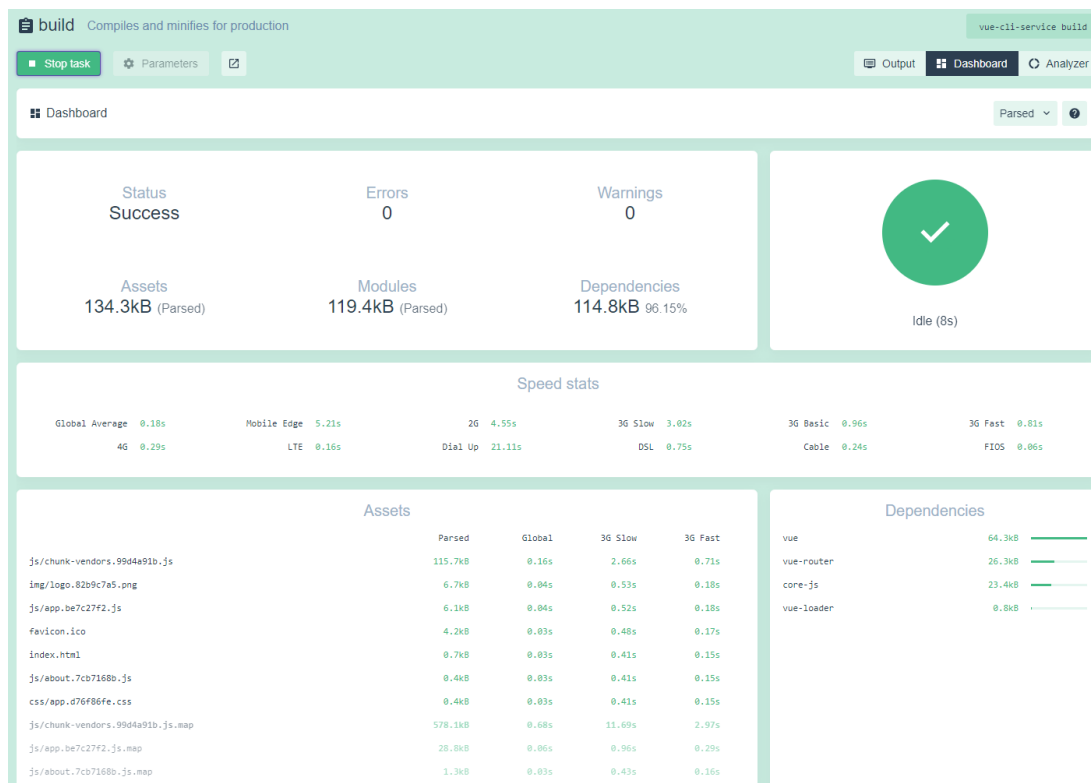 build Compiles and minifies for production
vue-cli-service build
Stop task Parameters
Output Dashboard Analyzer
Dashboard
Parsed
Status
Success
Errors
0
Warnings
0
Assets
134.3kB (Parsed)
Modules
119.4kB (Parsed)
Dependencies
114.8kB 96.15%
Idle (8s)
Speed stats
Global Average 0.18s Mobile Edge 5.21s 2G 4.55s 3G Slow 3.02s 3G Basic 0.96s 3G Fast 0.81s
4G 0.29s LTE 0.16s Dial Up 21.11s DSL 0.75s Cable 0.24s FIOS 0.06s
Assets
Parsed Global 3G Slow 3G Fast
js/chunk-vendors.99d4a91b.js 115.7kB 0.16s 2.66s 0.71s
img/logo.82b9c7a5.png 6.7kB 0.04s 0.53s 0.18s
js/app.be7c27f2.js 6.1kB 0.04s 0.52s 0.18s
favicon.ico 4.2kB 0.03s 0.48s 0.17s
index.html 0.7kB 0.03s 0.41s 0.15s
js/about.7cb7168b.js 0.4kB 0.03s 0.41s 0.15s
css/app.d76f86fe.css 0.4kB 0.03s 0.41s 0.15s
js/chunk-vendors.99d4a91b.js.map 578.1kB 0.68s 11.69s 2.97s
js/app.be7c27f2.js.map 28.8kB 0.06s 0.96s 0.29s
js/about.7cb7168b.js.map 1.3kB 0.03s 0.43s 0.16s
Dependencies
vue 64.3kB
vue-router 26.3kB
core-js 23.4kB
vue-loader 0.8kB